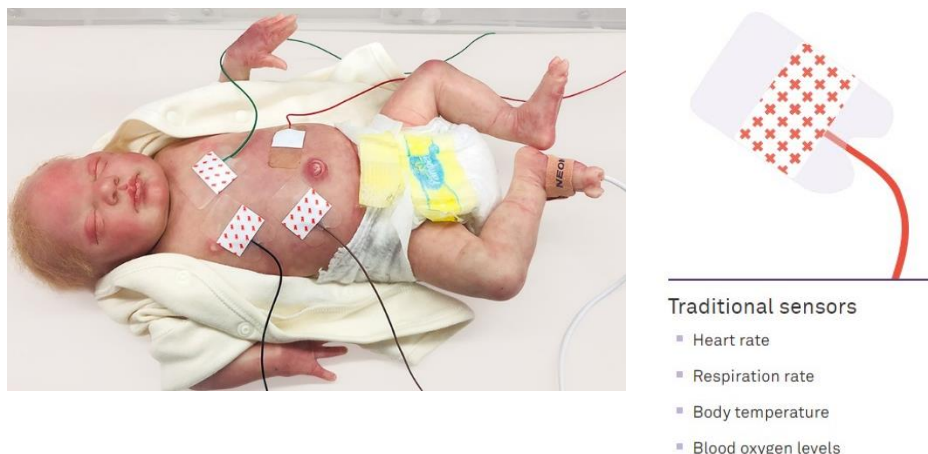 NEO
Traditional sensors
Heart rate
Respiration rate
Body temperature
Blood oxygen levels